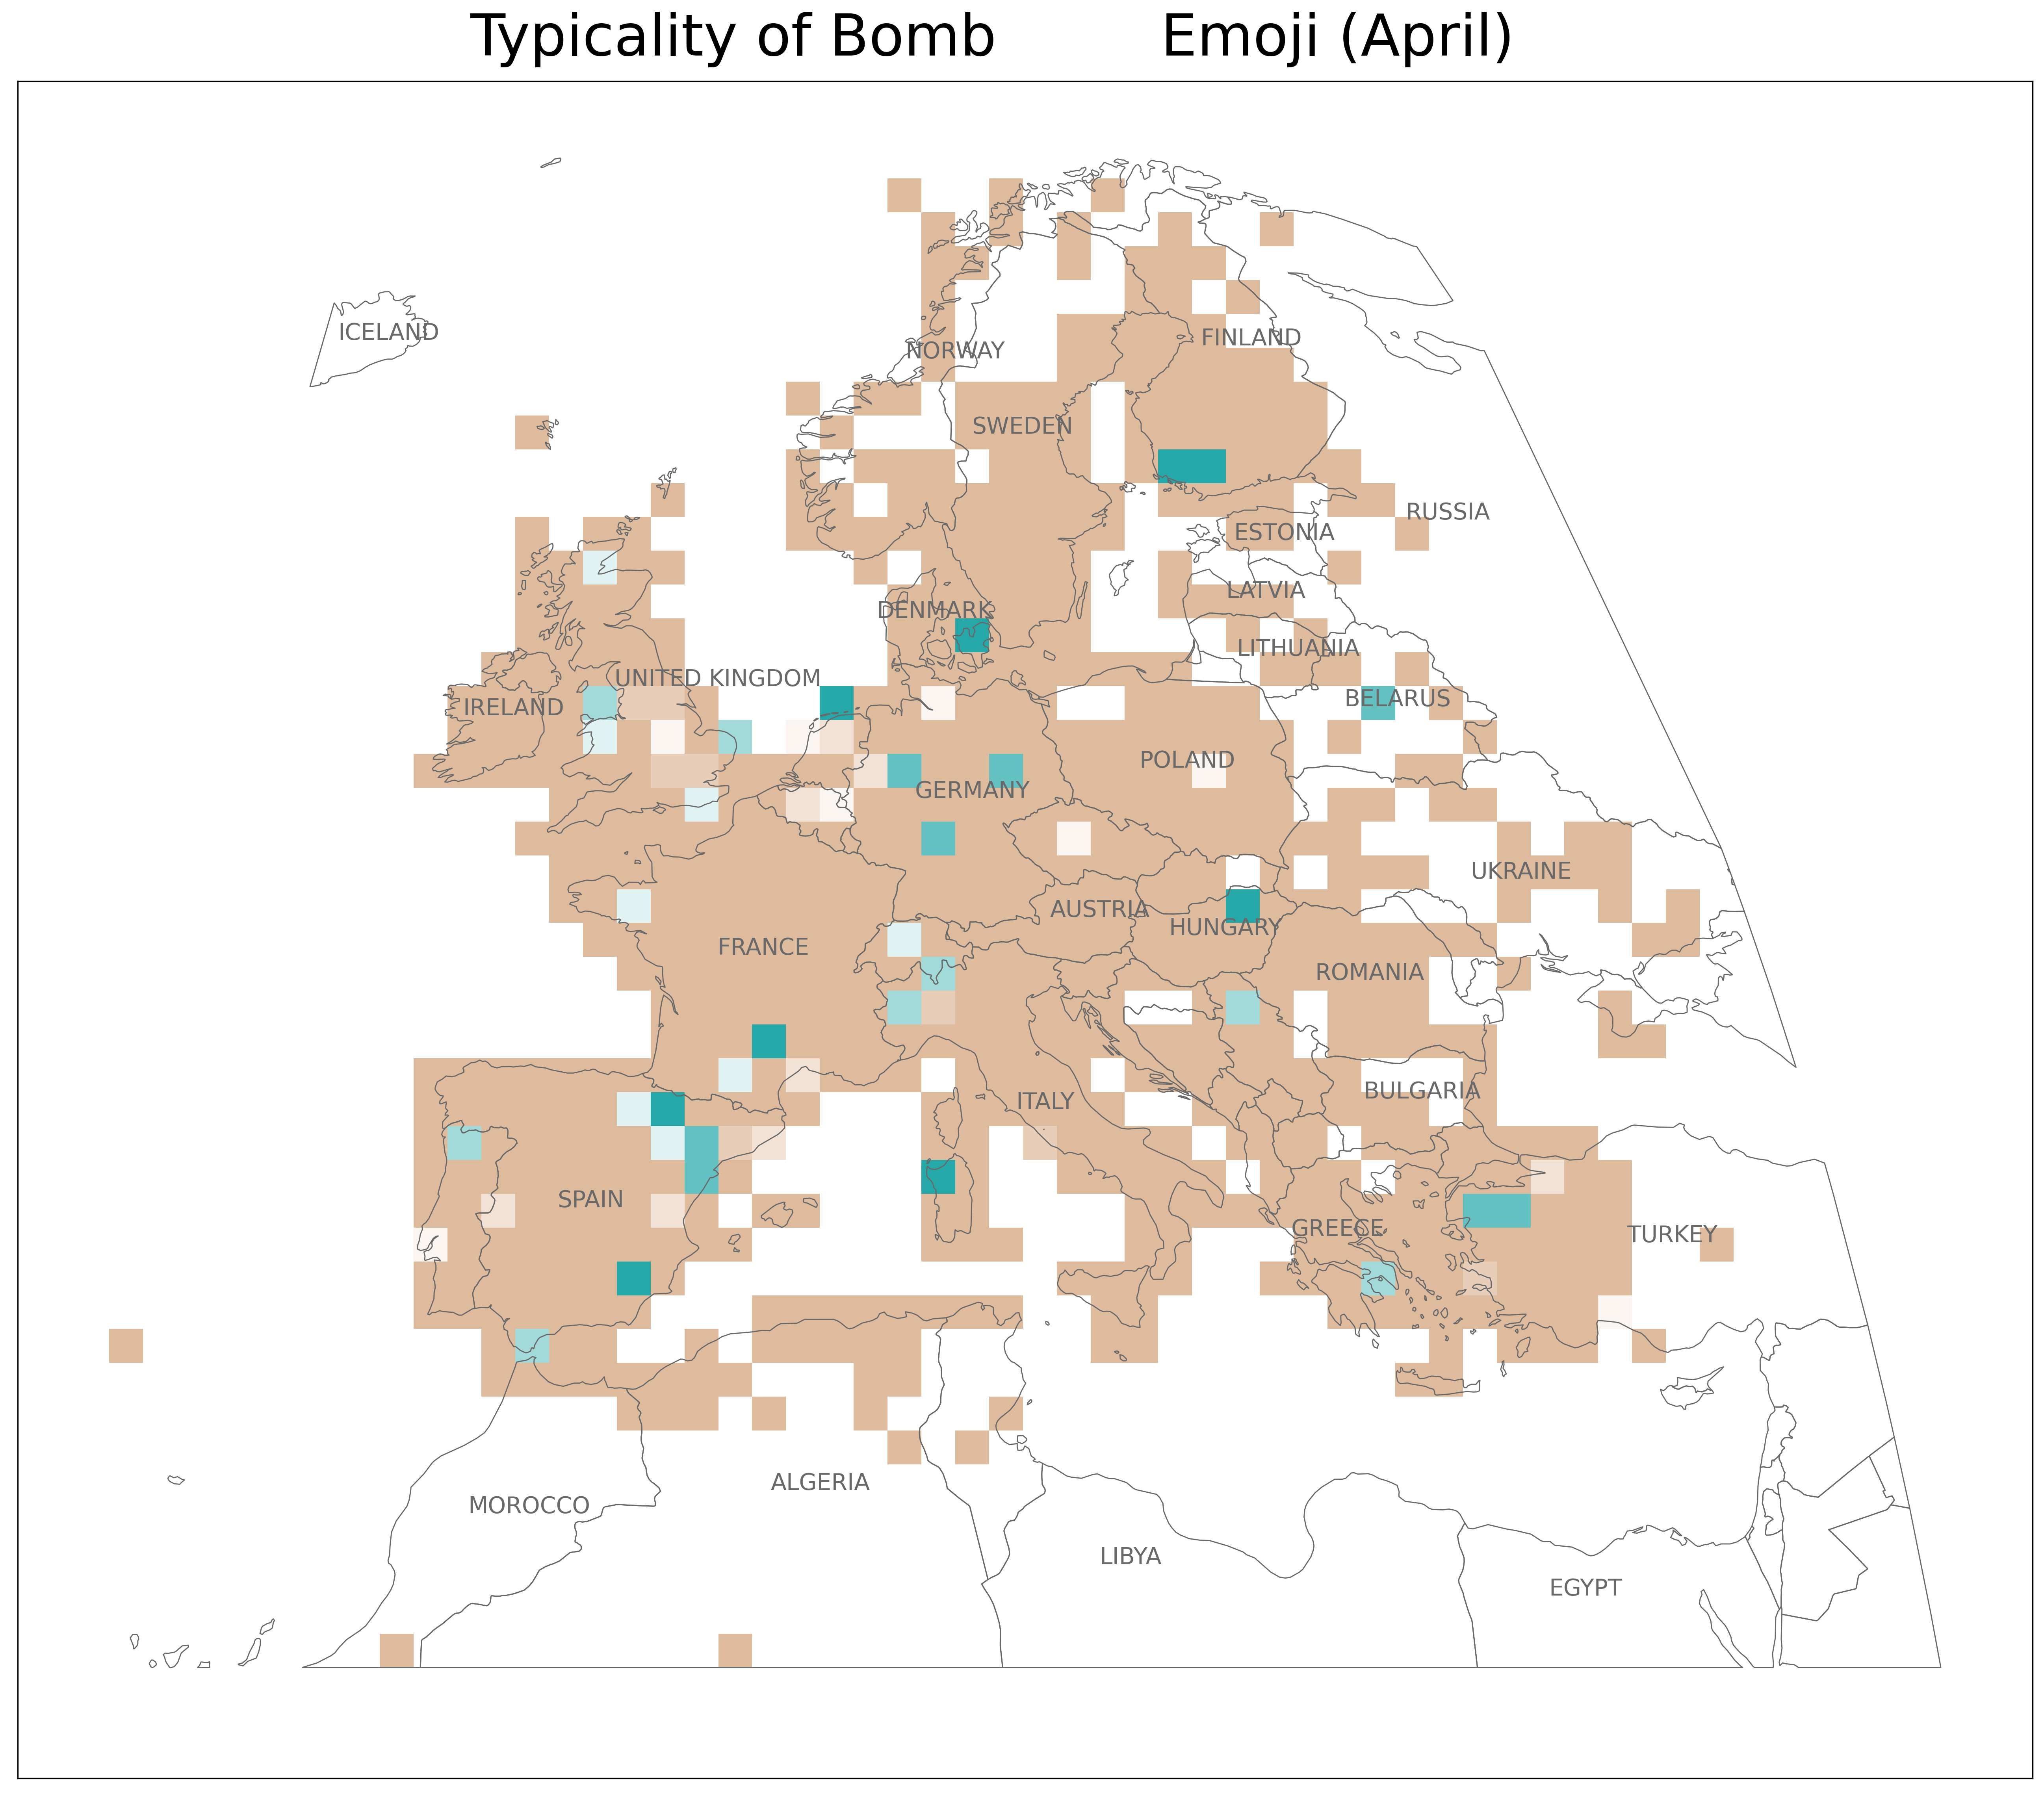 Typicality of Bomb Emoji (April)
ICELAND
NORWAY
FINLAND
SWEDEN
RUSSIA
ESTONIA
LATVIA
DENMARK
LITHUANIA
UNITED KINGDOM
BELARUS
IRELAND
POLAND
GERMANY
UKRAINE
AUSTRIA
HUNGARY
FRANCE
ROMANIA
BULGARIA
ITALY
SPAIN
GREECE
TURKEY
ALGERIA
MOROCCO
LIBYA
EGYPT